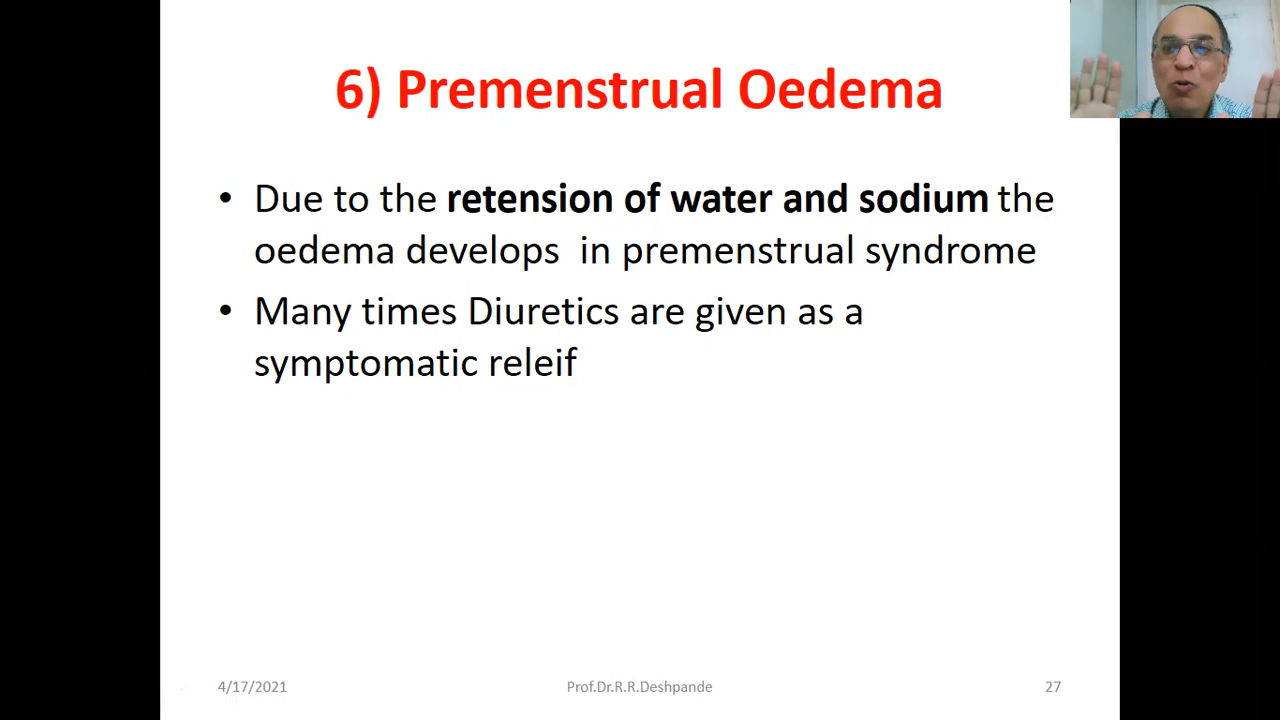 6) Premenstrual Oedema
• Due to the retension of water and sodium the
oedema develops in premenstrual syndrome
• Many times Diuretics are given as a
symptomatic releif
4/17/2021
Prof.Dr.R.R.Deshpande
27